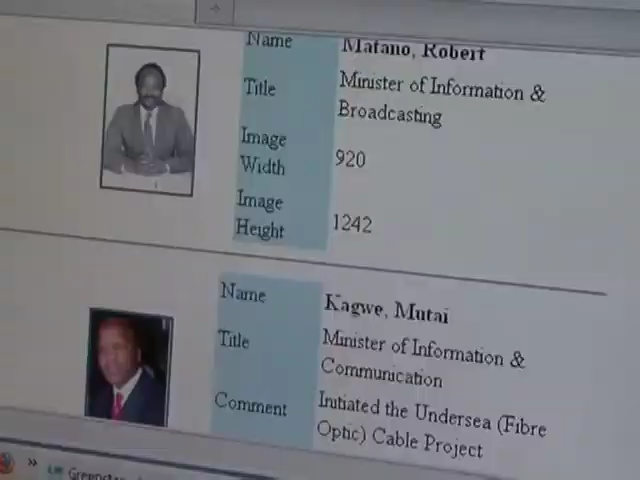 Name Matano, Robert
Title Minister of Information &
Broadcasting
Image
Width 920
Image
Height 1242
Name Kagwe, Mutai
Title Minister of Information &
Communication
Comment Initiated the Undersea (Fibre
Optic) Cable Project
»